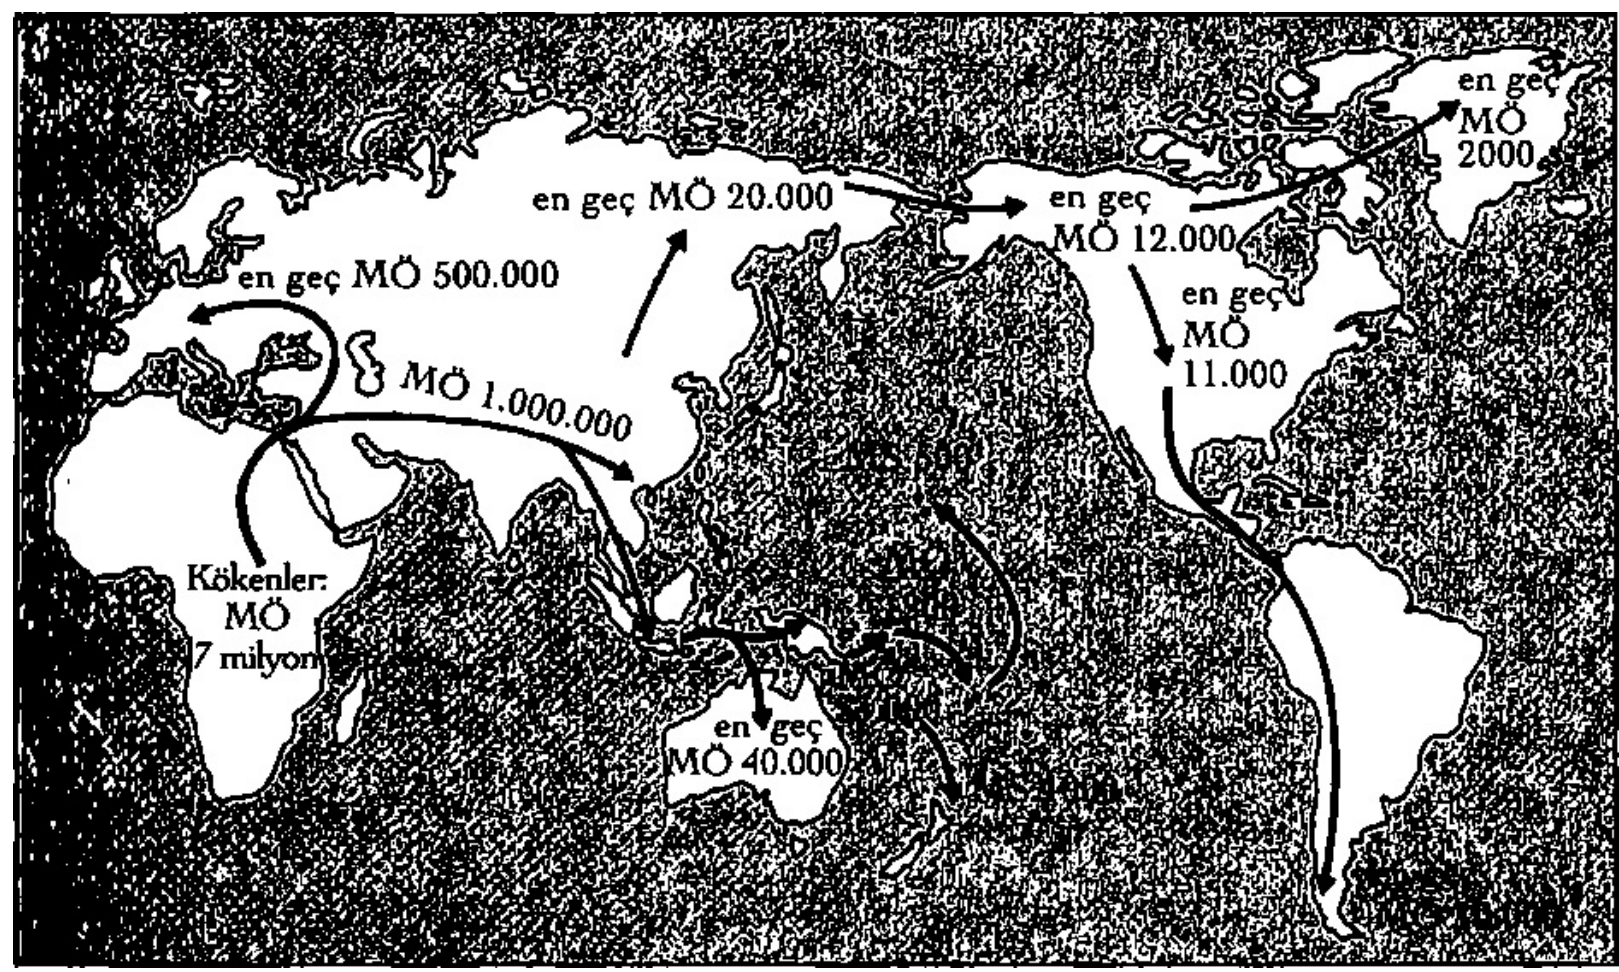 en geç
MÖ
2000
en geç MÖ 20.000
en geç
MÖ 12.000
en geç MÖ 500.000
en geç
MÖ
11.000
MÖ 1.000.000
Kökenler:
MÖ
7 milyon
en geç
MÖ 40.000